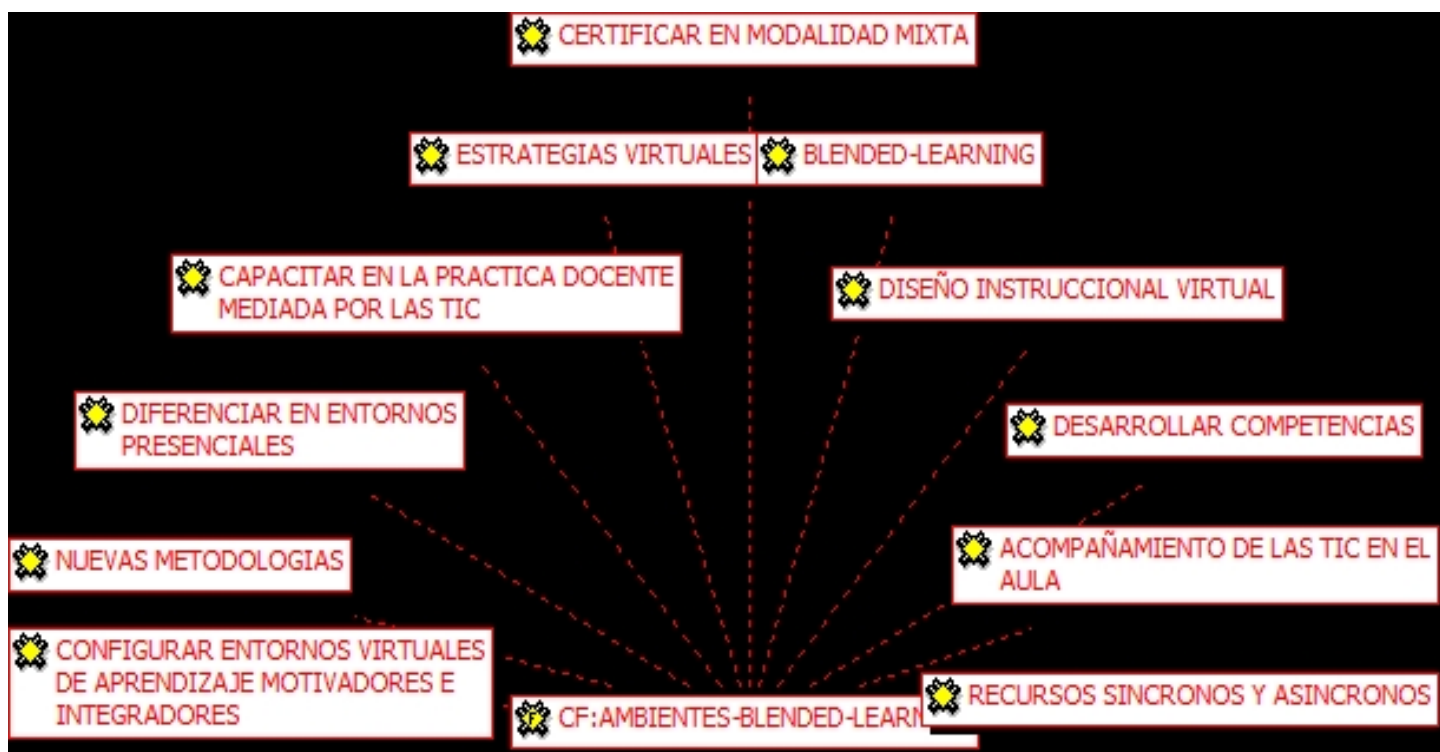 CERTIFICAR EN MODALIDAD MIXTA
ESTRATEGIAS VIRTUALES
BLENDED-LEARNING
CAPACITAR EN LA PRACTICA DOCENTE
MEDIADA POR LAS TIC
DISEÑO INSTRUCCIONAL VIRTUAL
DIFERENCIAR EN ENTORNOS
PRESENCIALES
DESARROLLAR COMPETENCIAS
NUEVAS METODOLOGIAS
ACOMPAÑAMIENTO DE LAS TIC EN EL
AULA
CONFIGURAR ENTORNOS VIRTUALES
DE APRENDIZAJE MOTIVADORES E
INTEGRADORES
CF:AMBIENTES-BLENDED-LEARN
RECURSOS SINCRONOS Y ASINCRONOS